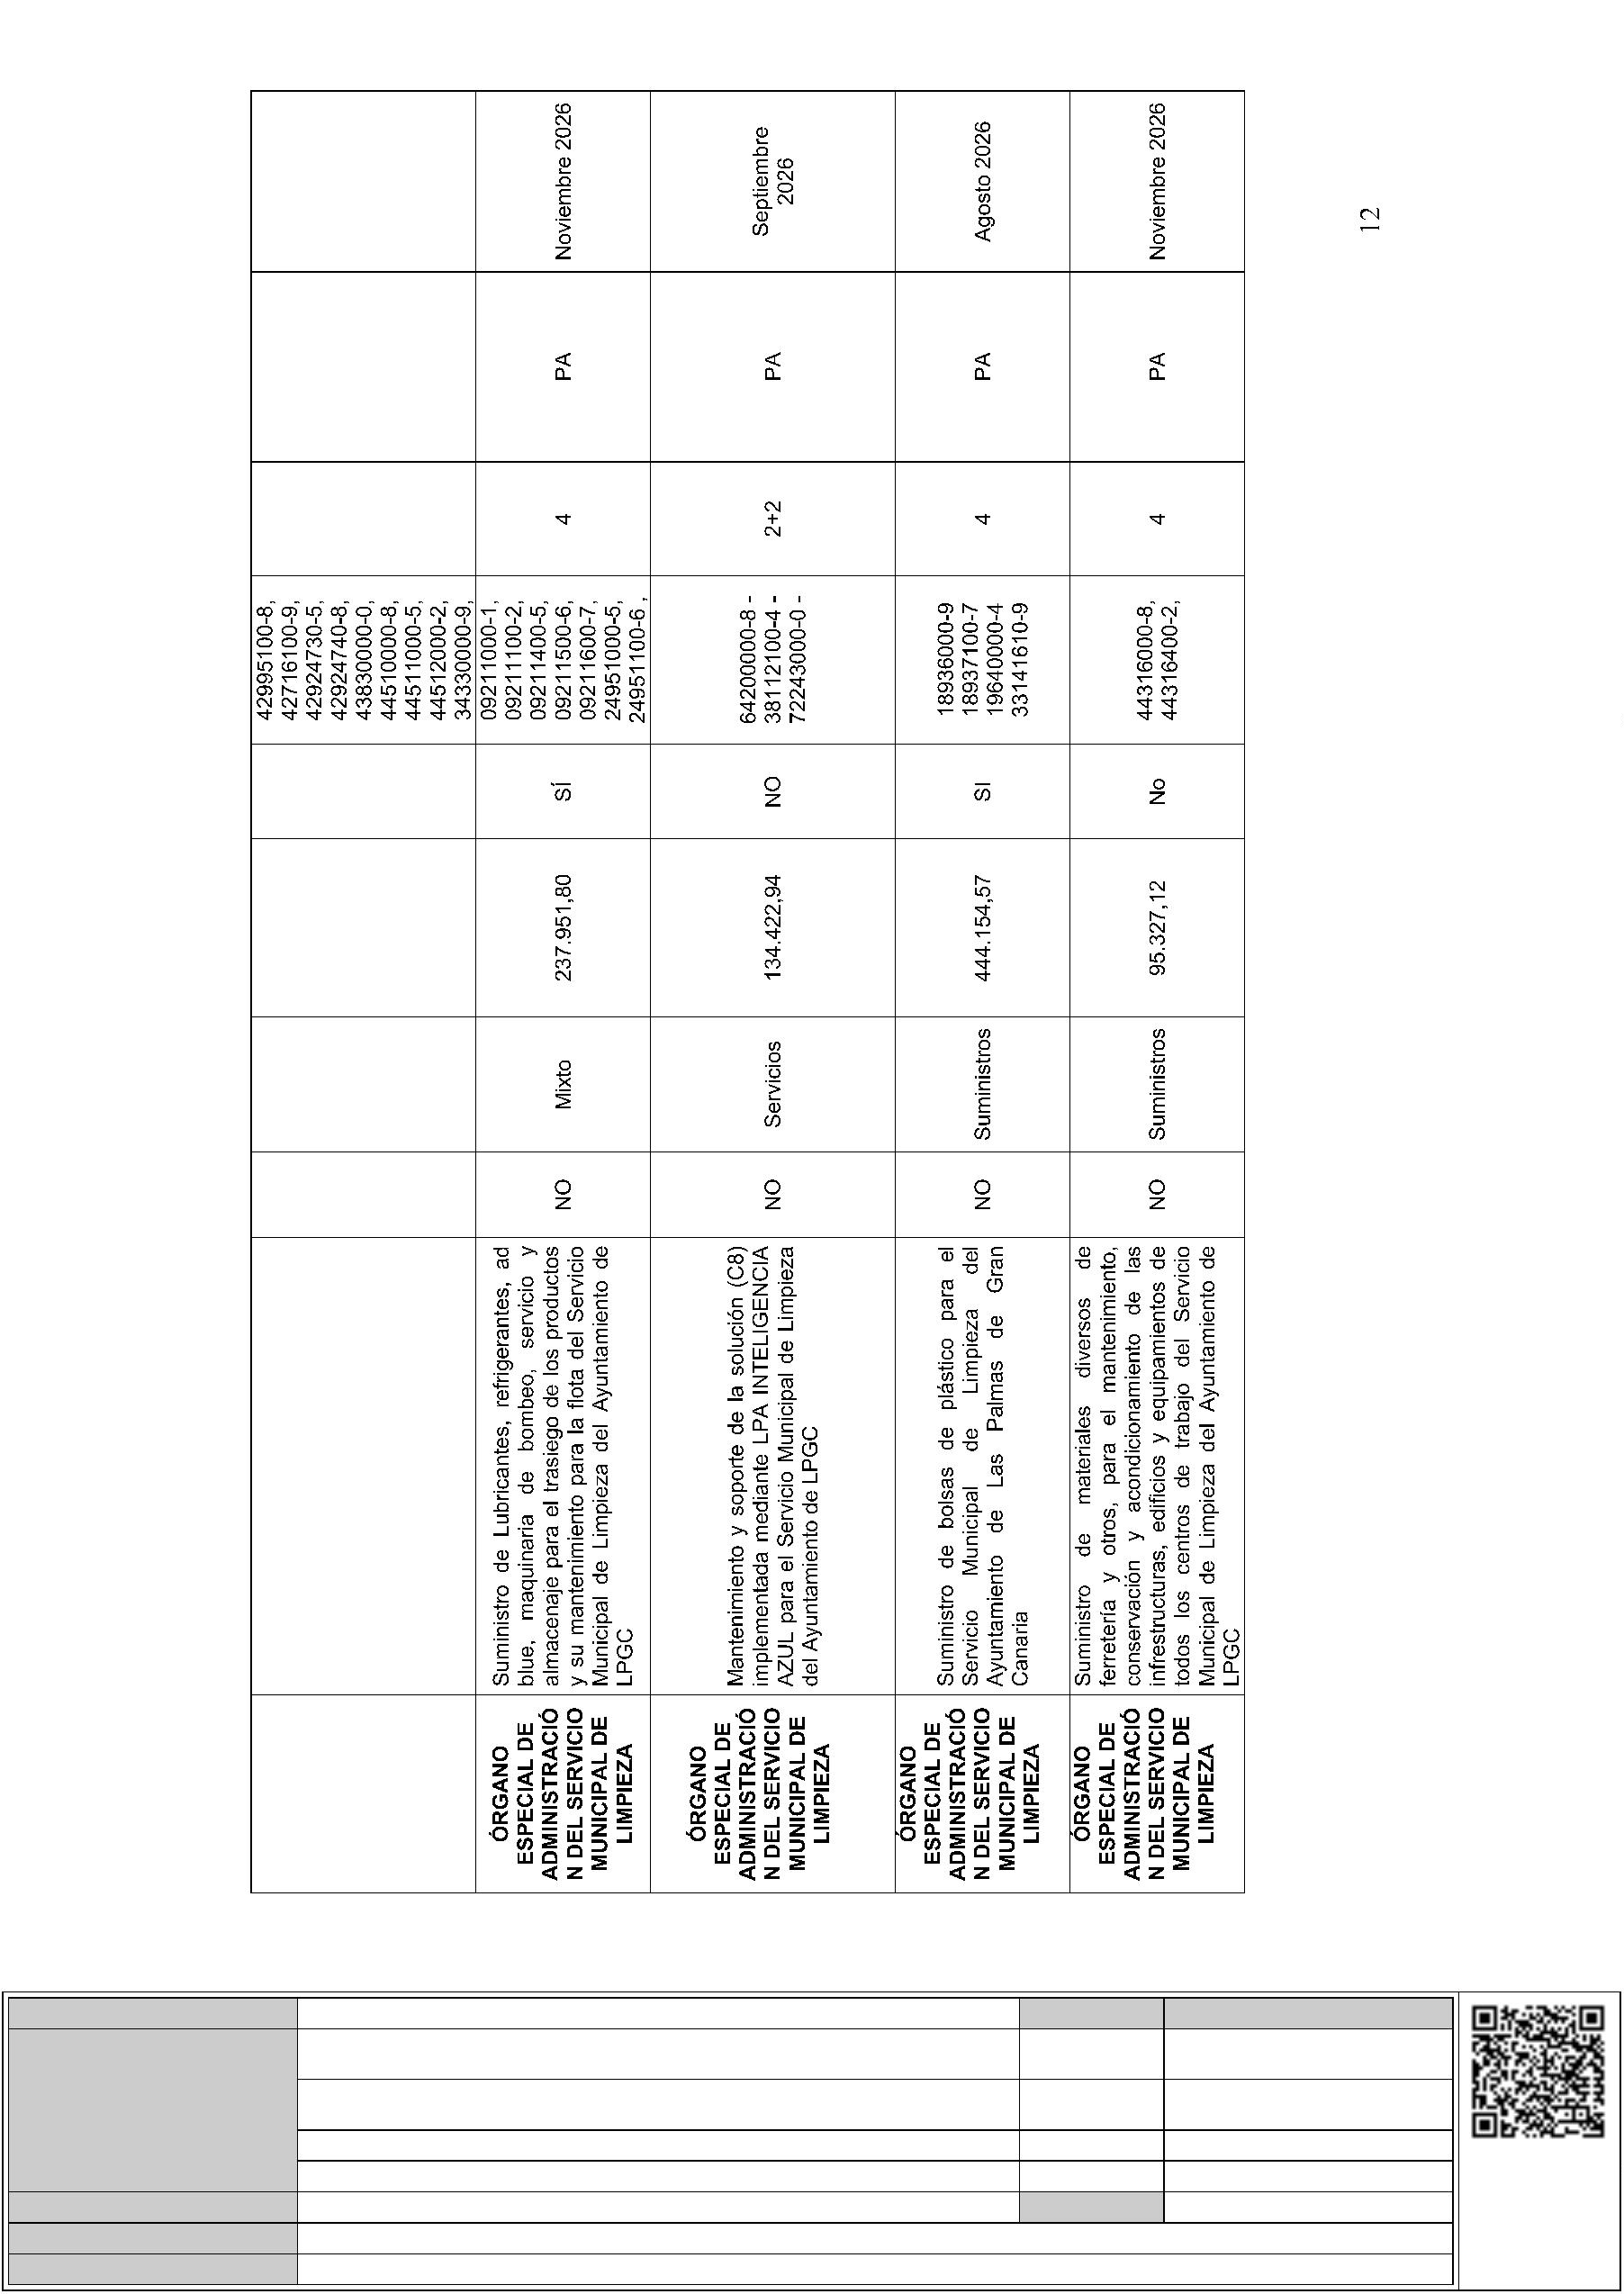 42995100-8,
42716100-9,
42924730-5,
42924740-8,
43830000-0,
44510000-8,
44511000-5,
44512000-2,
34330000-9,
ÓRGANO
ESPECIAL DE
ADMINISTRACIÓ
N DEL SERVICIO
MUNICIPAL DE
LIMPIEZA
Suministro de Lubricantes, refrigerantes, ad
blue, maquinaria de bombeo, servicio y
almacenaje para el trasiego de los productos
y su mantenimiento para la flota del Servicio
Municipal de Limpieza del Ayuntamiento de
LPGC
NO
Mixto
237.951,80
SÍ
09211000-1,
09211100-2,
09211400-5,
09211500-6,
09211600-7,
24951000-5,
24951100-6 ,
4
PA
Noviembre 2026
ÓRGANO
ESPECIAL DE
ADMINISTRACIÓ
N DEL SERVICIO
MUNICIPAL DE
LIMPIEZA
Mantenimiento y soporte de la solución (C8)
implementada mediante LPA INTELIGENCIA
AZUL para el Servicio Municipal de Limpieza
del Ayuntamiento de LPGC
NO
Servicios
134.422,94
NO
64200000-8 -
38112100-4 -
72243000-0 -
2+2
PA
Septiembre
2026
ÓRGANO
ESPECIAL DE
ADMINISTRACIÓ
N DEL SERVICIO
MUNICIPAL DE
LIMPIEZA
Suministro de bolsas de plástico para el
Servicio Municipal de Limpieza del
Ayuntamiento de Las Palmas de Gran
Canaria
NO
Suministros
444.154,57
SI
18936000-9
18937100-7
19640000-4
33141610-9
4
PA
Agosto 2026
ÓRGANO
ESPECIAL DE
ADMINISTRACIÓ
N DEL SERVICIO
MUNICIPAL DE
LIMPIEZA
Suministro de materiales diversos de
ferretería y otros, para el mantenimiento,
conservación y acondicionamiento de las
infrestructuras, edificios y equipamientos de
todos los centros de trabajo del Servicio
Municipal de Limpieza del Ayuntamiento de
LPGC
NO
Suministros
95.327,12
No
44316000-8,
44316400-2,
4
PA
Noviembre 2026
12